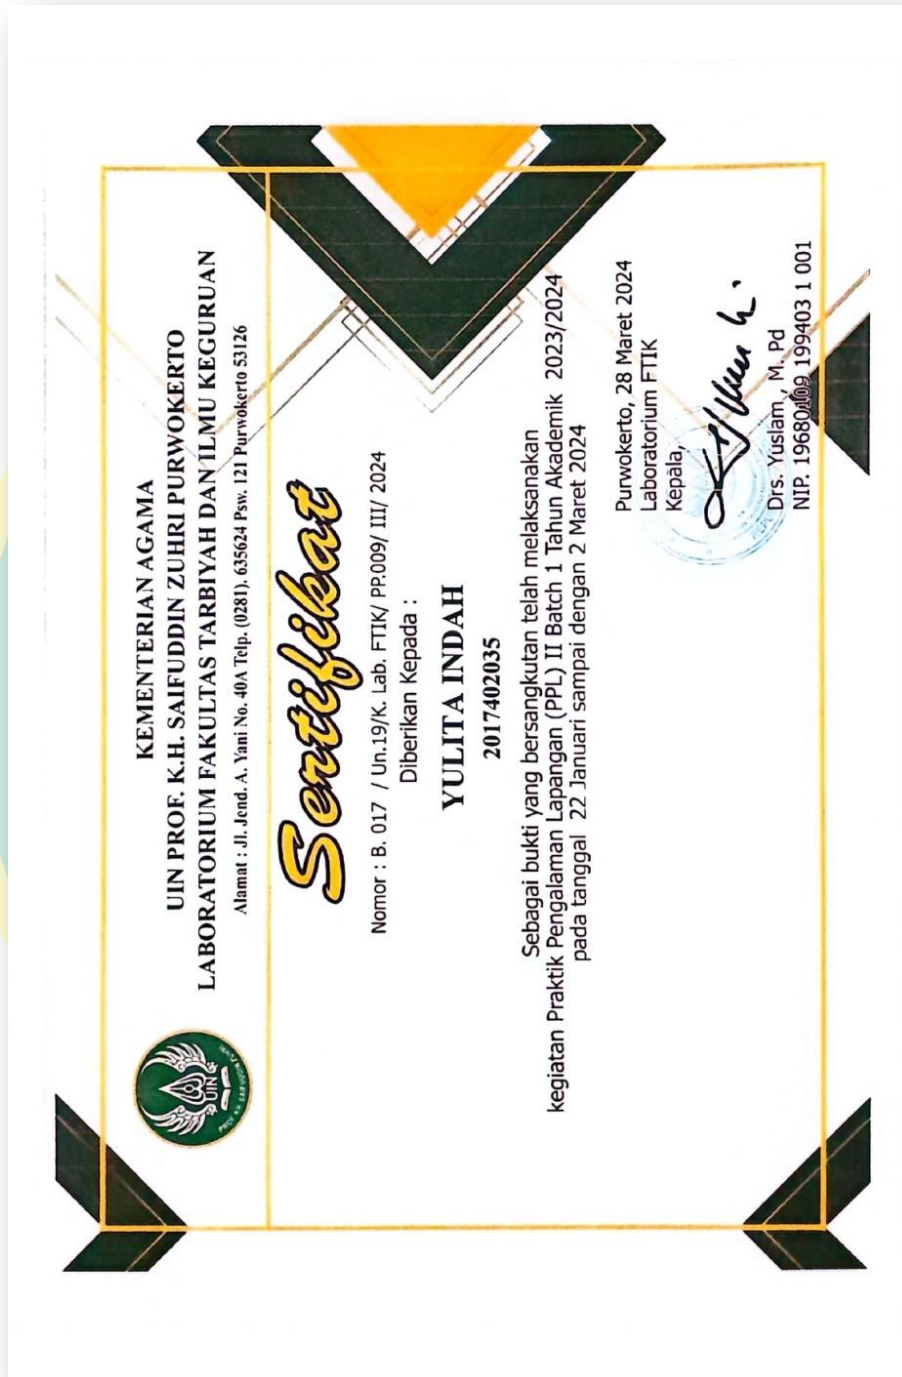 KEMENTERIAN AGAMA
UIN PROF. K.H. SAIFUDDIN ZUHRI PURWOKERTO
LABORATORIUM FAKULTAS TARBIYAH DAN ILMU KEGURUAN
Alamat : Jl. Jend. A. Yani No. 40A Telp. (0281). 635624 Psw. 121 Purwokerto 53126
UIN
Sertifikat
Nomor : B. 017 / Un.19/K. Lab. FTIK/ PP.009/ III/ 2024
Diberikan Kepada :
YULITA INDAH
2017402035
Sebagai bukti yang bersangkutan telah melaksanakan
kegiatan Praktik Pengalaman Lapangan (PPL) II Batch 1 Tahun Akademik 2023/2024
pada tanggal 22 Januari sampai dengan 2 Maret 2024
Purwokerto, 28 Maret 2024
Laboratorium FTIK
Kepala,
Drs. Yuslam , M. Pd
NIP. 19680109 199403 1 001